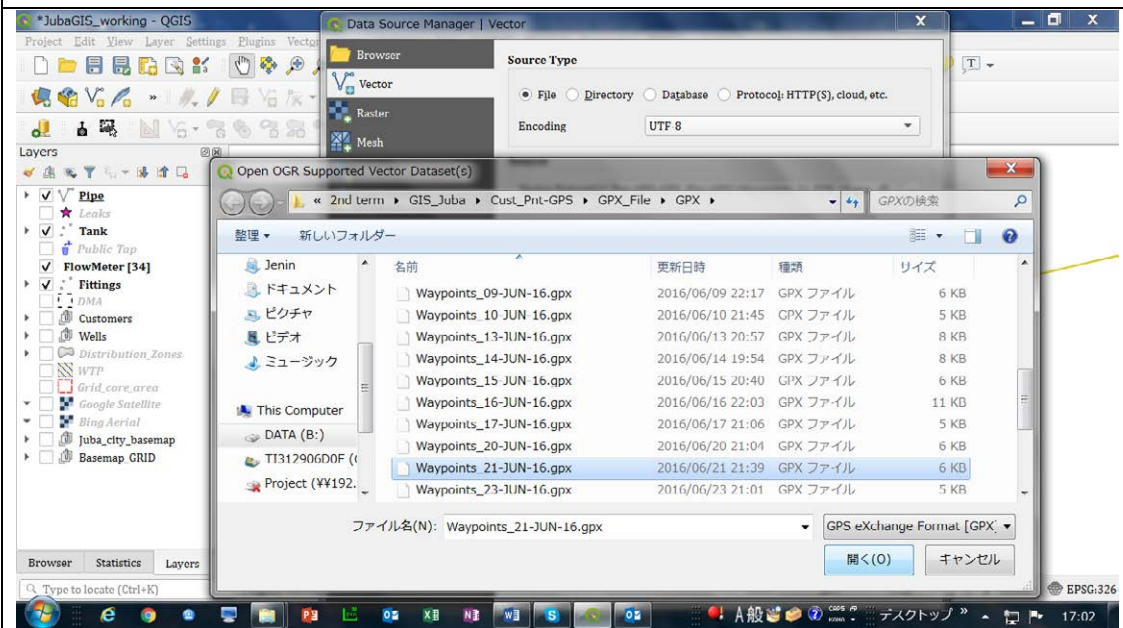 *JubaGIS_working - QGIS
Project Edit View Layer Settings Plugins Vector
Layers
Pipe
Leaks
Tank
Public Tap
FlowMeter [34]
Fittings
DMA
Customers
Wells
Distribution_Zones
WTP
Grid_core_area
Google Satellite
Bing Aerial
Juba_city_basemap
Basemap_GRID
Browser Statistics Layers
Type to locate (Ctrl+K)
Data Source Manager | Vector
Browser
Vector
Raster
Mesh
Source Type
File Directory Database Protocol: HTTP(S), cloud, etc.
Encoding UTF-8
Open OGR Supported Vector Dataset(s)
« 2nd term ▸ GIS_Juba ▸ Cust_Pnt-GPS ▸ GPX_File ▸ GPX ▸ GPXの検索
整理 新しいフォルダー
Jenin
ドキュメント
ピクチャ
ビデオ
ミュージック
This Computer
DATA (B:)
TI312906D0F (
Project (¥¥192.
名前 更新日時 種類 サイズ
Waypoints_09-JUN-16.gpx 2016/06/09 22:17 GPX ファイル 6 KB
Waypoints_10-JUN-16.gpx 2016/06/10 21:45 GPX ファイル 5 KB
Waypoints_13-JUN-16.gpx 2016/06/13 20:57 GPX ファイル 8 KB
Waypoints_14-JUN-16.gpx 2016/06/14 19:54 GPX ファイル 8 KB
Waypoints_15-JUN-16.gpx 2016/06/15 20:40 GPX ファイル 6 KB
Waypoints_16-JUN-16.gpx 2016/06/16 22:03 GPX ファイル 11 KB
Waypoints_17-JUN-16.gpx 2016/06/17 21:06 GPX ファイル 5 KB
Waypoints_20-JUN-16.gpx 2016/06/20 21:04 GPX ファイル 6 KB
Waypoints_21-JUN-16.gpx 2016/06/21 21:39 GPX ファイル 6 KB
Waypoints_23-JUN-16.gpx 2016/06/23 21:01 GPX ファイル 5 KB
ファイル名(N): Waypoints_21-JUN-16.gpx GPS eXchange Format [GPX]
開く(O) キャンセル
EPSG:326
A般 CAPS KANA デスクトップ » 17:02